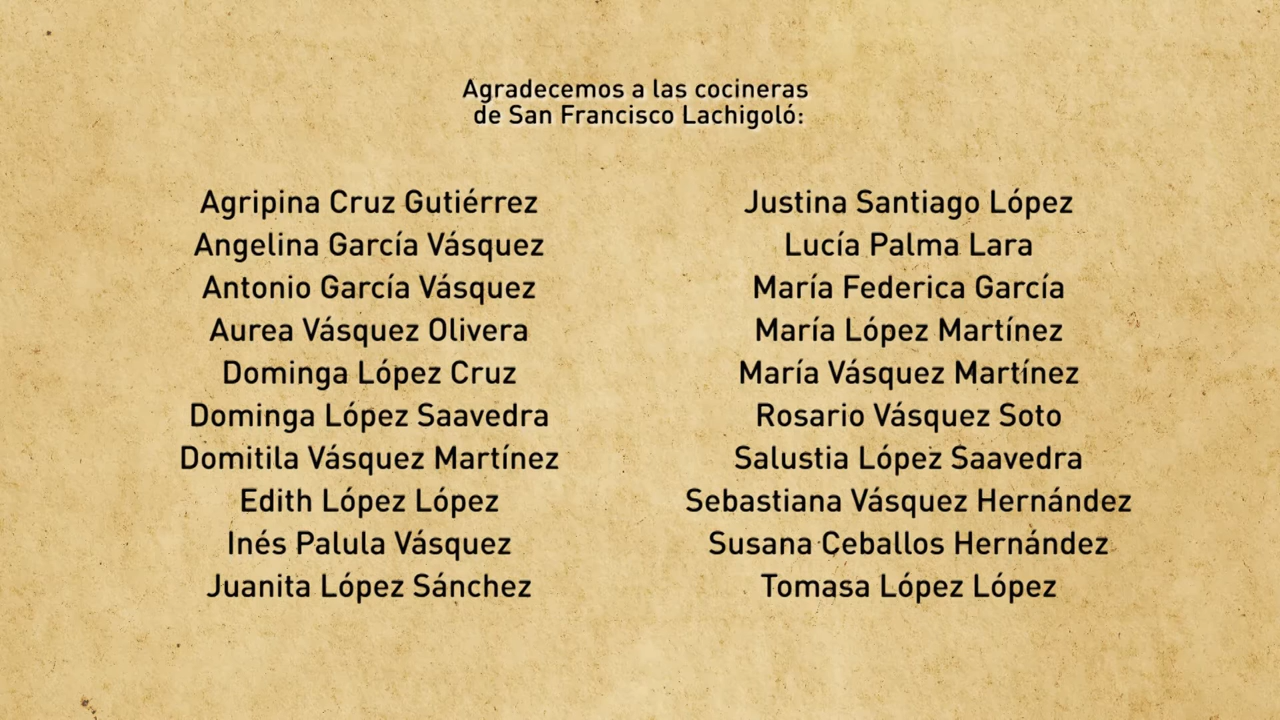 Agradecemos a las cocineras
de San Francisco Lachigoló:
Agripina Cruz Gutiérrez
Angelina García Vásquez
Antonio García Vásquez
Aurea Vásquez Olivera
Dominga López Cruz
Dominga López Saavedra
Domitila Vásquez Martínez
Edith López López
Inés Palula Vásquez
Juanita López Sánchez
Justina Santiago López
Lucía Palma Lara
María Federica García
María López Martínez
María Vásquez Martínez
Rosario Vásquez Soto
Salustia López Saavedra
Sebastiana Vásquez Hernández
Susana Ceballos Hernández
Tomasa López López